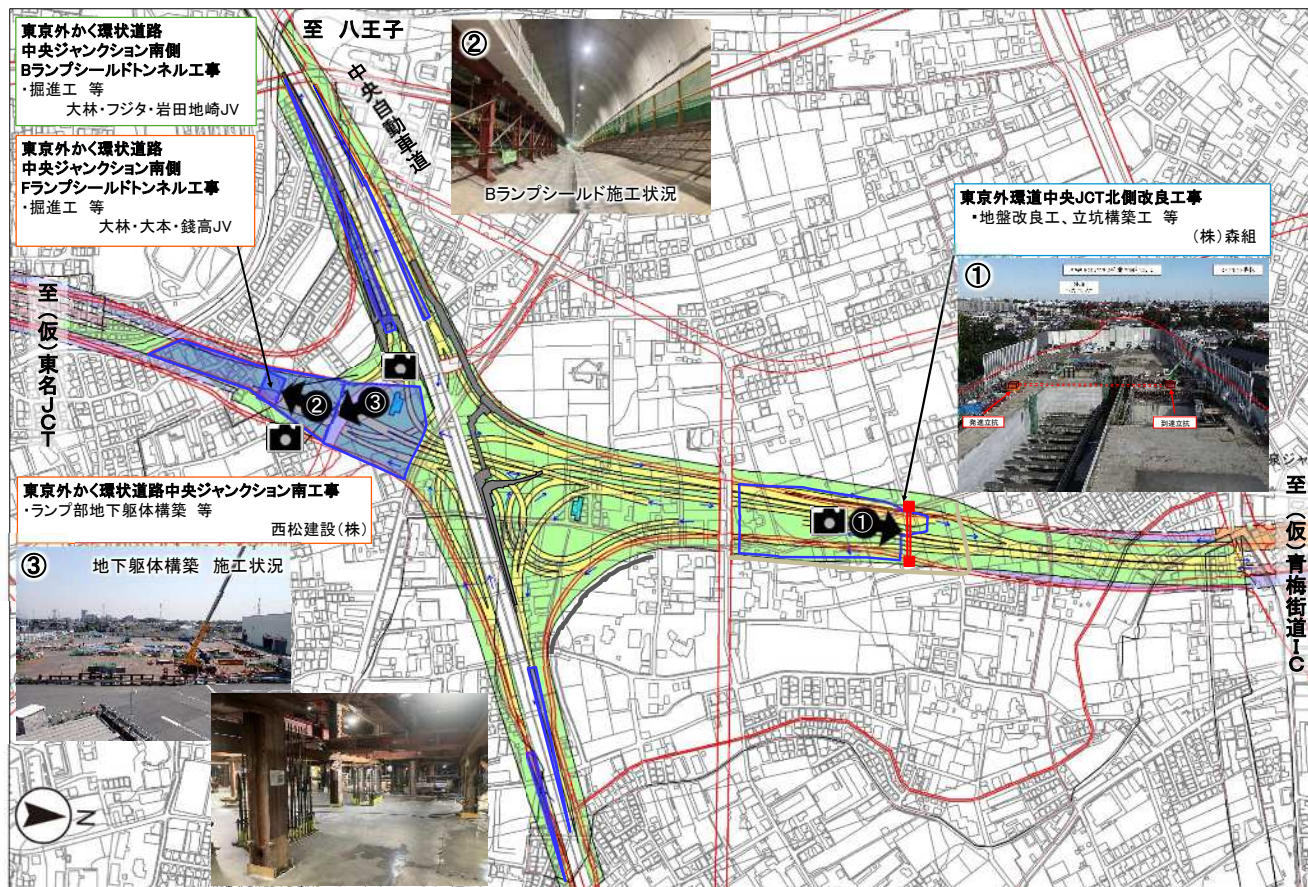 東京外かく環状道路
中央ジャンクション南側
Bランプシールドトンネル工事
・掘進工 等
大林・フジタ・岩田地崎JV
東京外かく環状道路
中央ジャンクション南側
Fランプシールドトンネル工事
・掘進工 等
大林・大本・錢高JV
至 八王子
中央自動車道
②
Bランプシールド施工状況
東京外環道中央JCT北側改良工事
・地盤改良工、立坑構築工 等
(株)森組
①
発進立坑
到達立坑
至 (仮)東名JCT
②
③
①
至 (仮)青梅街道IC
東京外かく環状道路中央ジャンクション南工事
・ランプ部地下躯体構築 等
西松建設(株)
③
地下躯体構築 施工状況
N